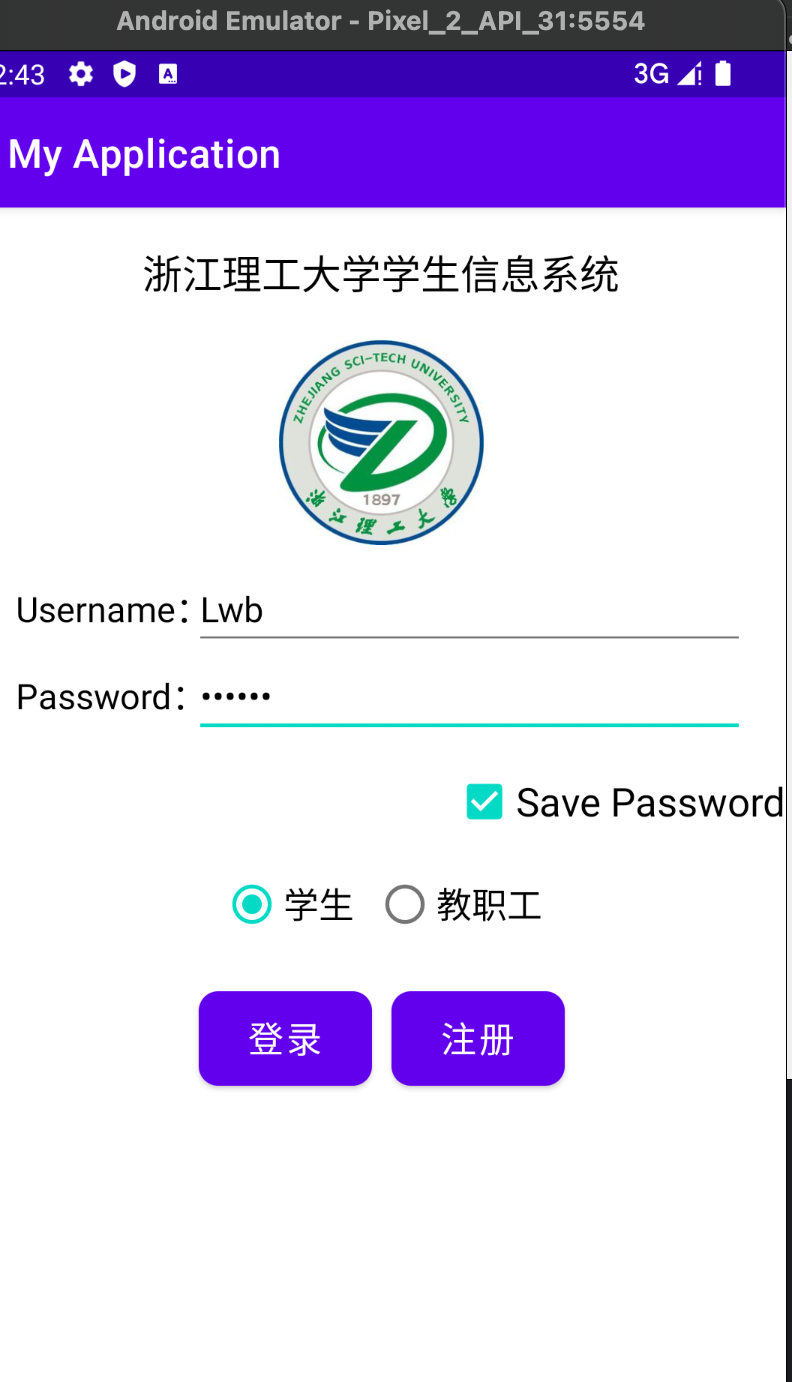 Android Emulator - Pixel_2_API_31:5554
2:43 A 3G
My Application
浙江理工大学学生信息系统
ZHEJIANG SCI-TECH UNIVERSITY
1897
浙江理工大学
Username：Lwb
Password：••••••
Save Password
学生 教职工
登录 注册